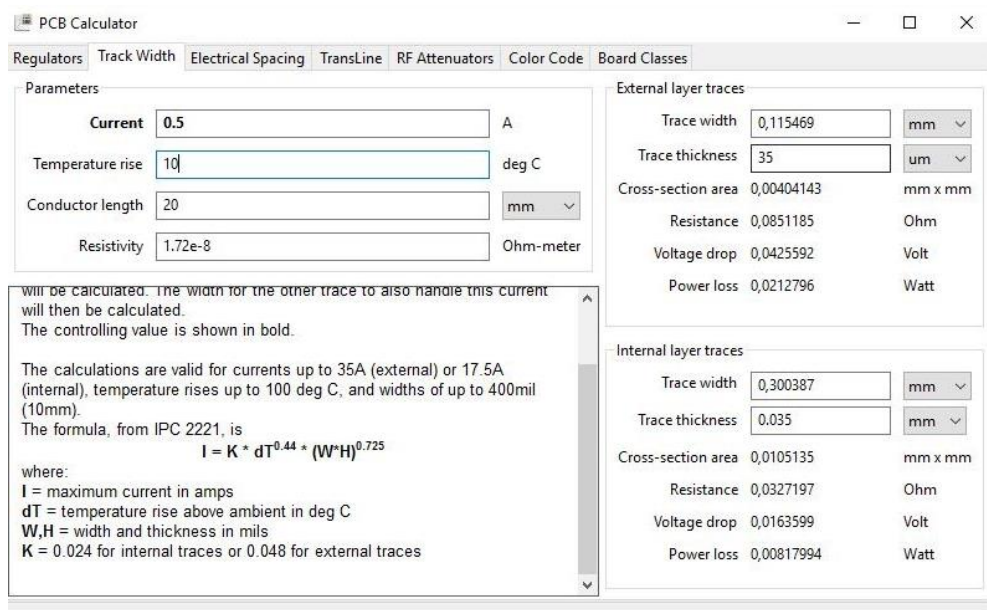 PCB Calculator
Regulators Track Width Electrical Spacing TransLine RF Attenuators Color Code Board Classes
Parameters
Current 0.5 A
Temperature rise 10 deg C
Conductor length 20 mm
Resistivity 1.72e-8 Ohm-meter
will be calculated. The width for the other trace to also handle this current
will then be calculated.
The controlling value is shown in bold.
The calculations are valid for currents up to 35A (external) or 17.5A
(internal), temperature rises up to 100 deg C, and widths of up to 400mil
(10mm).
The formula, from IPC 2221, is
I = K * dT^0.44 * (W*H)^0.725
where:
I = maximum current in amps
dT = temperature rise above ambient in deg C
W,H = width and thickness in mils
K = 0.024 for internal traces or 0.048 for external traces
External layer traces
Trace width 0,115469 mm
Trace thickness 35 um
Cross-section area 0,00404143 mm x mm
Resistance 0,0851185 Ohm
Voltage drop 0,0425592 Volt
Power loss 0,0212796 Watt
Internal layer traces
Trace width 0,300387 mm
Trace thickness 0.035 mm
Cross-section area 0,0105135 mm x mm
Resistance 0,0327197 Ohm
Voltage drop 0,0163599 Volt
Power loss 0,00817994 Watt